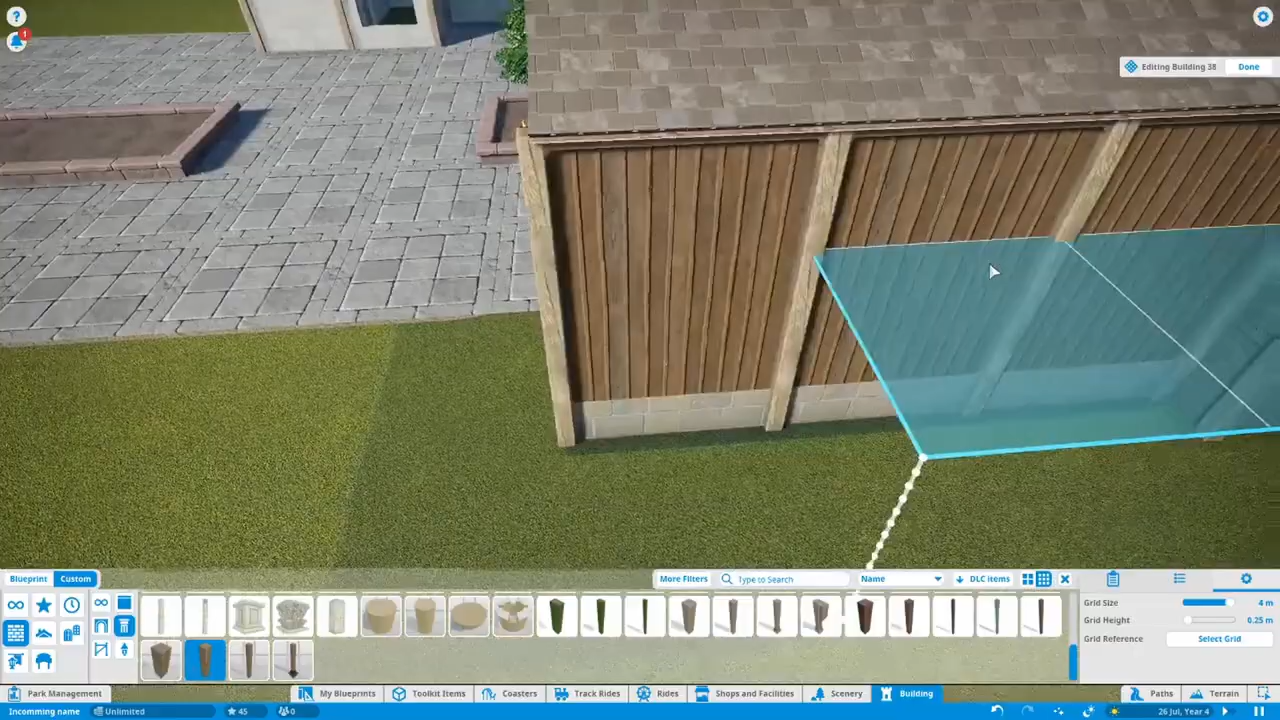 ?
1
Editing Building 38 Done
Blueprint Custom
More Filters Type to Search Name DLC items
Grid Size 4 m
Grid Height 0.25 m
Grid Reference Select Grid
Park Management My Blueprints Toolkit Items Coasters Track Rides Rides Shops and Facilities Scenery Building Paths Terrain
Incoming name Unlimited 45 0 26 Jul, Year 4